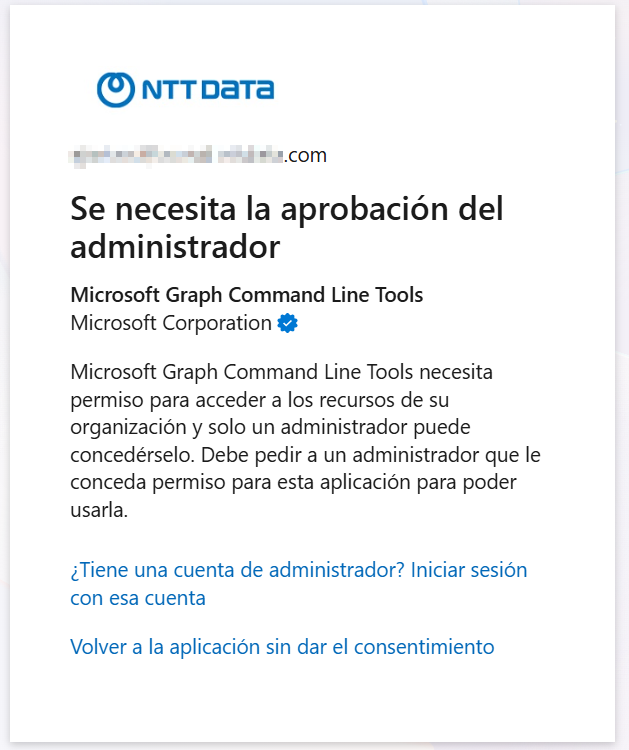 NTT DATA
.com
Se necesita la aprobación del
administrador
Microsoft Graph Command Line Tools
Microsoft Corporation
Microsoft Graph Command Line Tools necesita
permiso para acceder a los recursos de su
organización y solo un administrador puede
concedérselo. Debe pedir a un administrador que le
conceda permiso para esta aplicación para poder
usarla.
¿Tiene una cuenta de administrador? Iniciar sesión
con esa cuenta
Volver a la aplicación sin dar el consentimiento